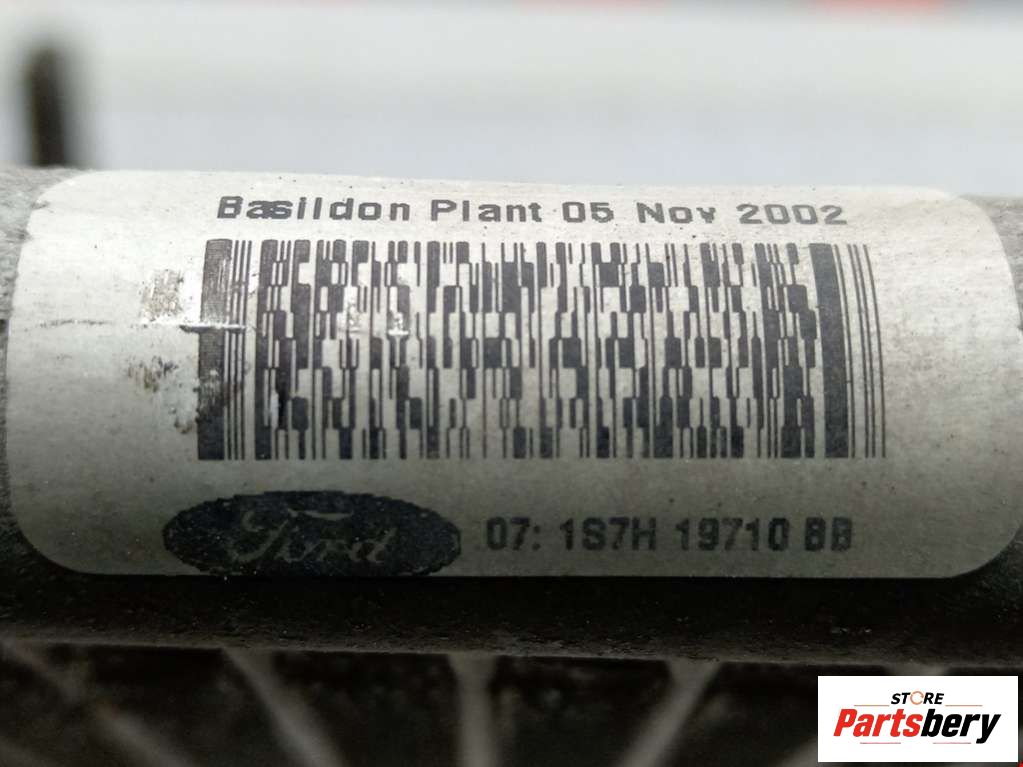 Basildon Plant 05 Nov 2002
Ford
07: 1S7H 19710 BB
STORE
Partsbery